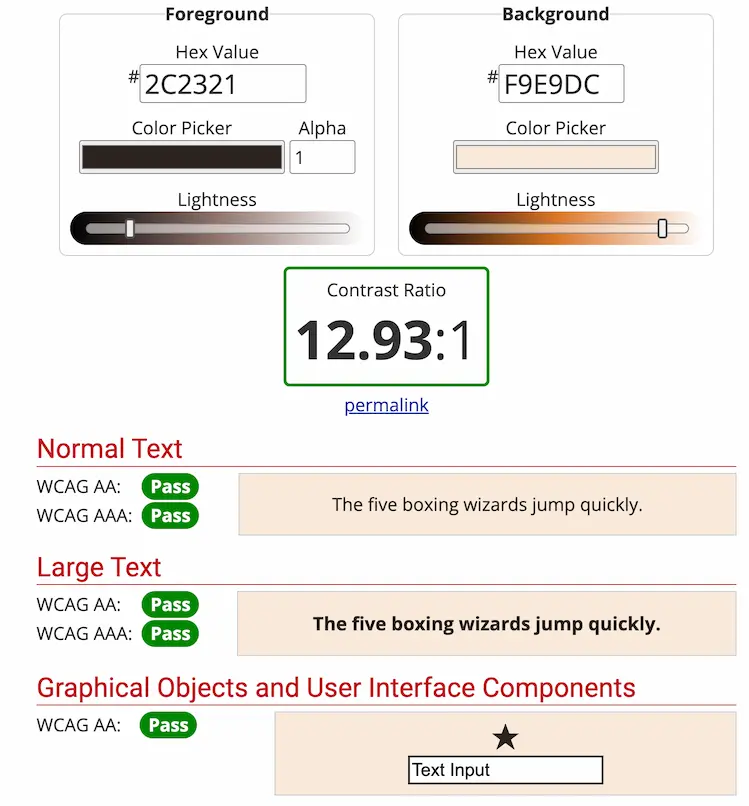 Foreground
Background
Hex Value
Hex Value
#2C2321
#F9E9DC
Color Picker
Alpha
Color Picker
1
Lightness
Lightness
Contrast Ratio
12.93:1
permalink
Normal Text
WCAG AA: Pass
WCAG AAA: Pass
The five boxing wizards jump quickly.
Large Text
WCAG AA: Pass
WCAG AAA: Pass
The five boxing wizards jump quickly.
Graphical Objects and User Interface Components
WCAG AA: Pass
Text Input